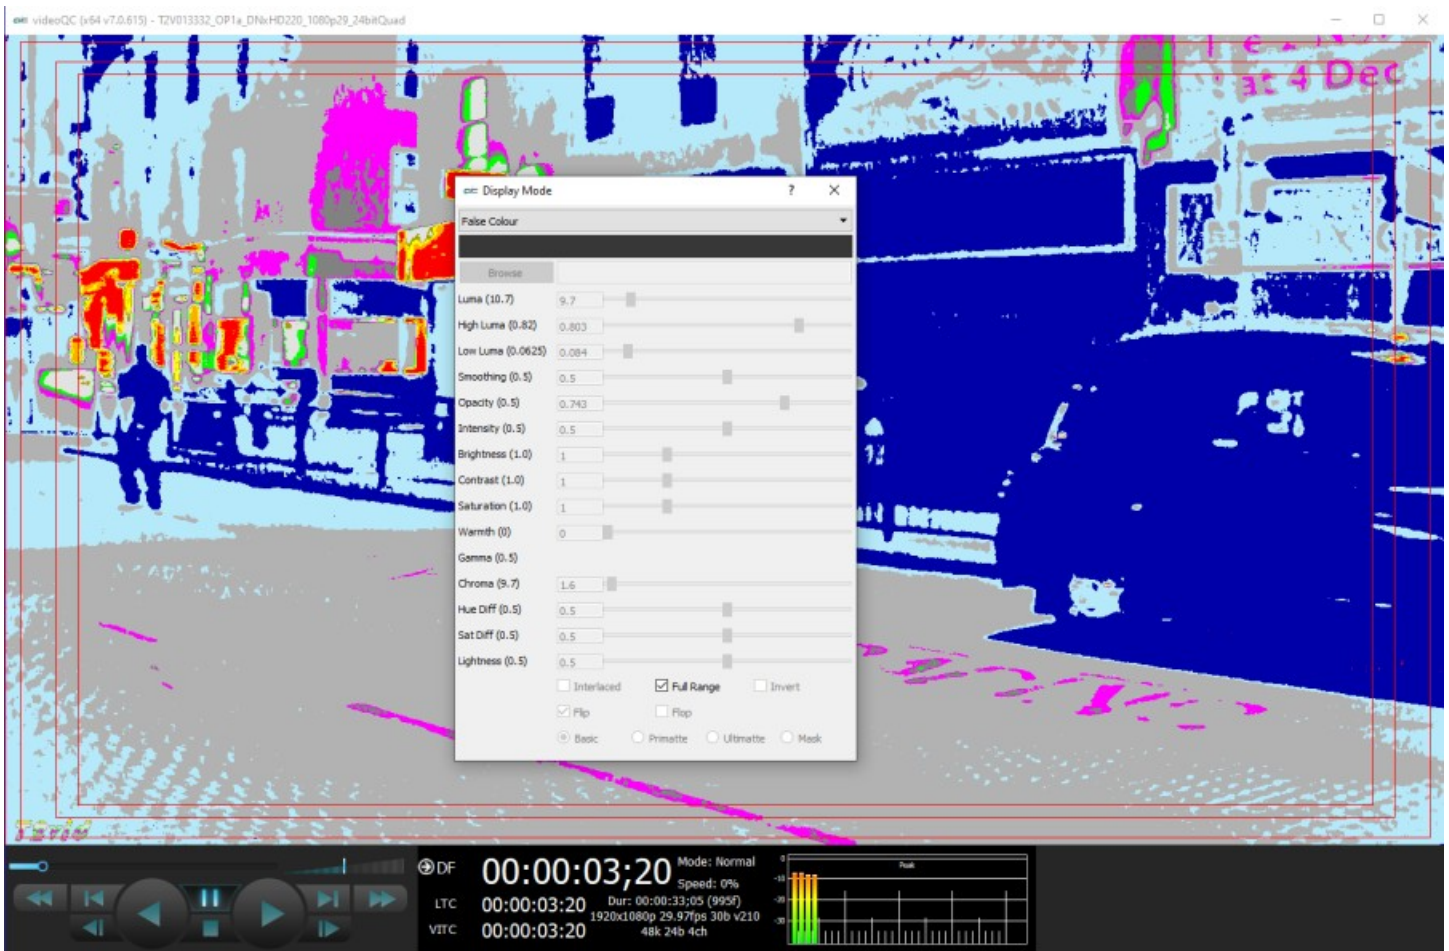 videoQC (x64 v7.0.615) - T2V013332_OP1a_DNxHD220_1080p29_24bitQuad
at 4 Dec
Display Mode
False Colour
Browse
Luma (10.7) 9.7
High Luma (0.82) 0.803
Low Luma (0.0625) 0.084
Smoothing (0.5) 0.5
Opacity (0.5) 0.743
Intensity (0.5) 0.5
Brightness (1.0) 1
Contrast (1.0) 1
Saturation (1.0) 1
Warmth (0) 0
Gamma (0.5)
Chroma (9.7) 1.6
Hue Diff (0.5) 0.5
Sat Diff (0.5) 0.5
Lightness (0.5) 0.5
Interlaced Full Range Invert
Flip Flop
Basic Primatte Ultimatte Mask
DF 00:00:03;20 Mode: Normal
Speed: 0%
LTC 00:00:03:20 Dur: 00:00:33;05 (995f)
1920x1080p 29.97fps 30b v210
VITC 00:00:03:20 48k 24b 4ch
Peak
0
-10
-20
-30